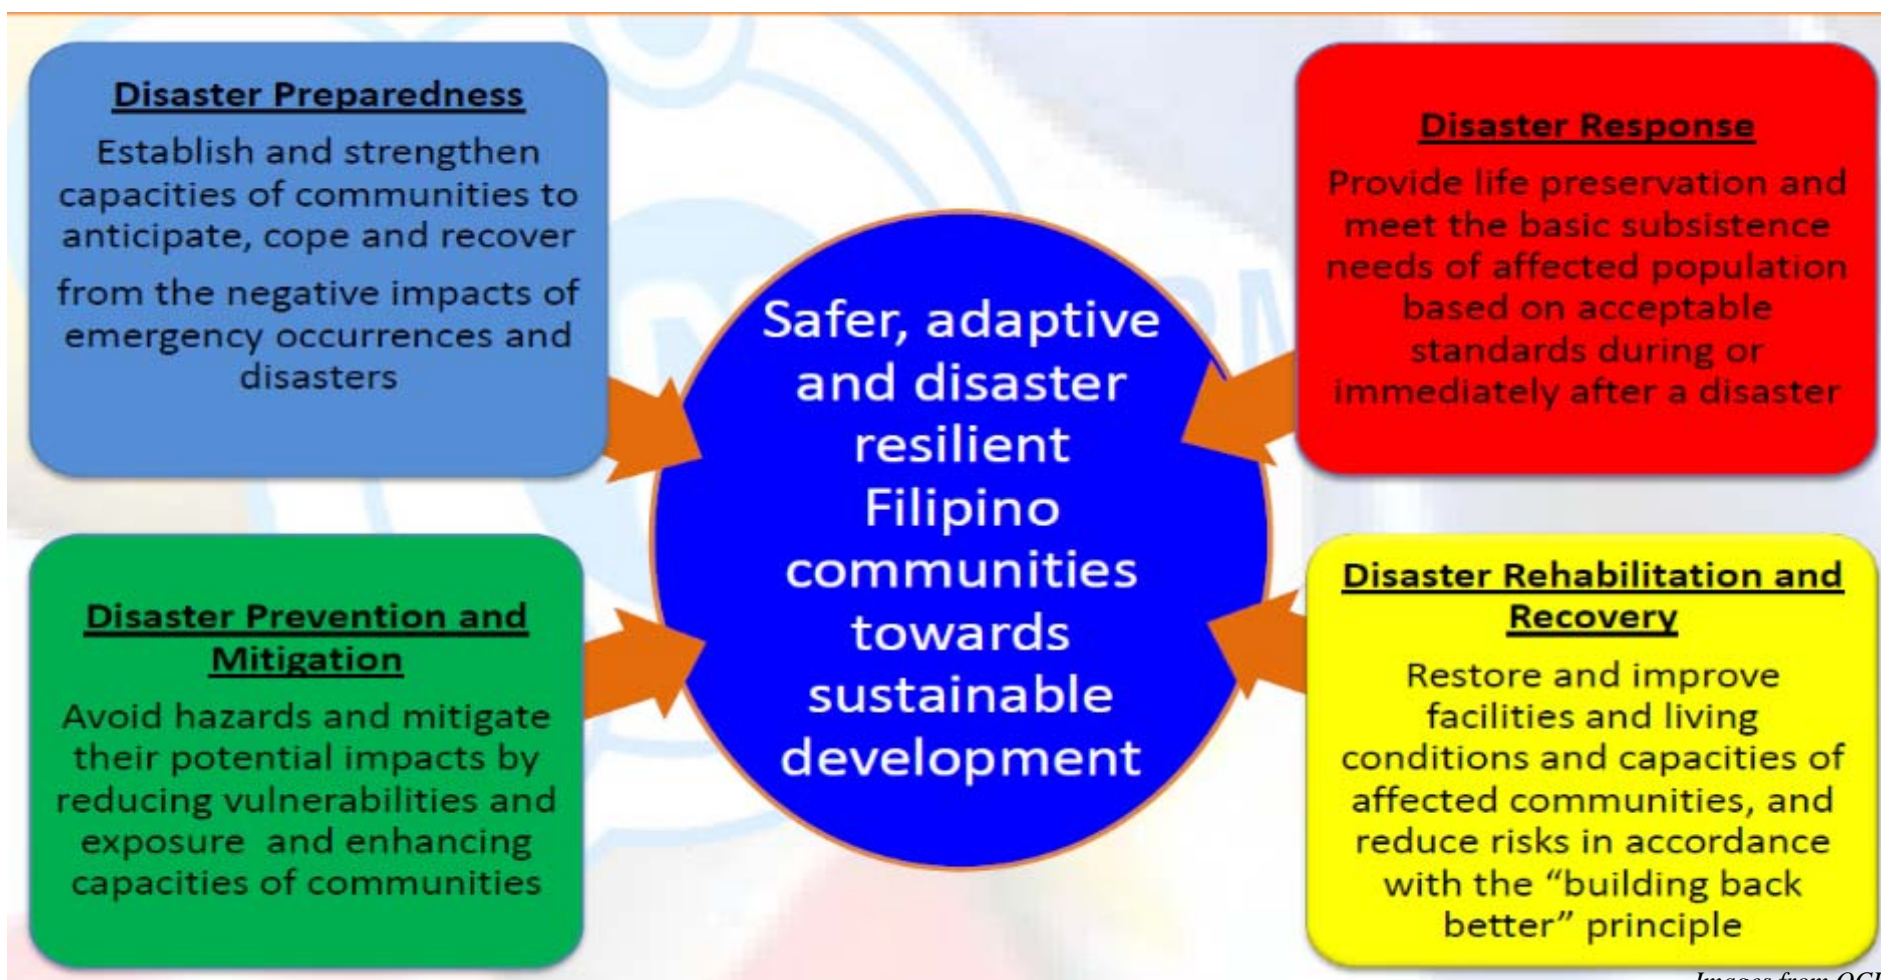 Disaster Preparedness
Establish and strengthen
capacities of communities to
anticipate, cope and recover
from the negative impacts of
emergency occurrences and
disasters
Disaster Response
Provide life preservation and
meet the basic subsistence
needs of affected population
based on acceptable
standards during or
immediately after a disaster
Safer, adaptive
and disaster
resilient
Filipino
communities
towards
sustainable
development
Disaster Prevention and
Mitigation
Avoid hazards and mitigate
their potential impacts by
reducing vulnerabilities and
exposure and enhancing
capacities of communities
Disaster Rehabilitation and
Recovery
Restore and improve
facilities and living
conditions and capacities of
affected communities, and
reduce risks in accordance
with the “building back
better” principle
Images from